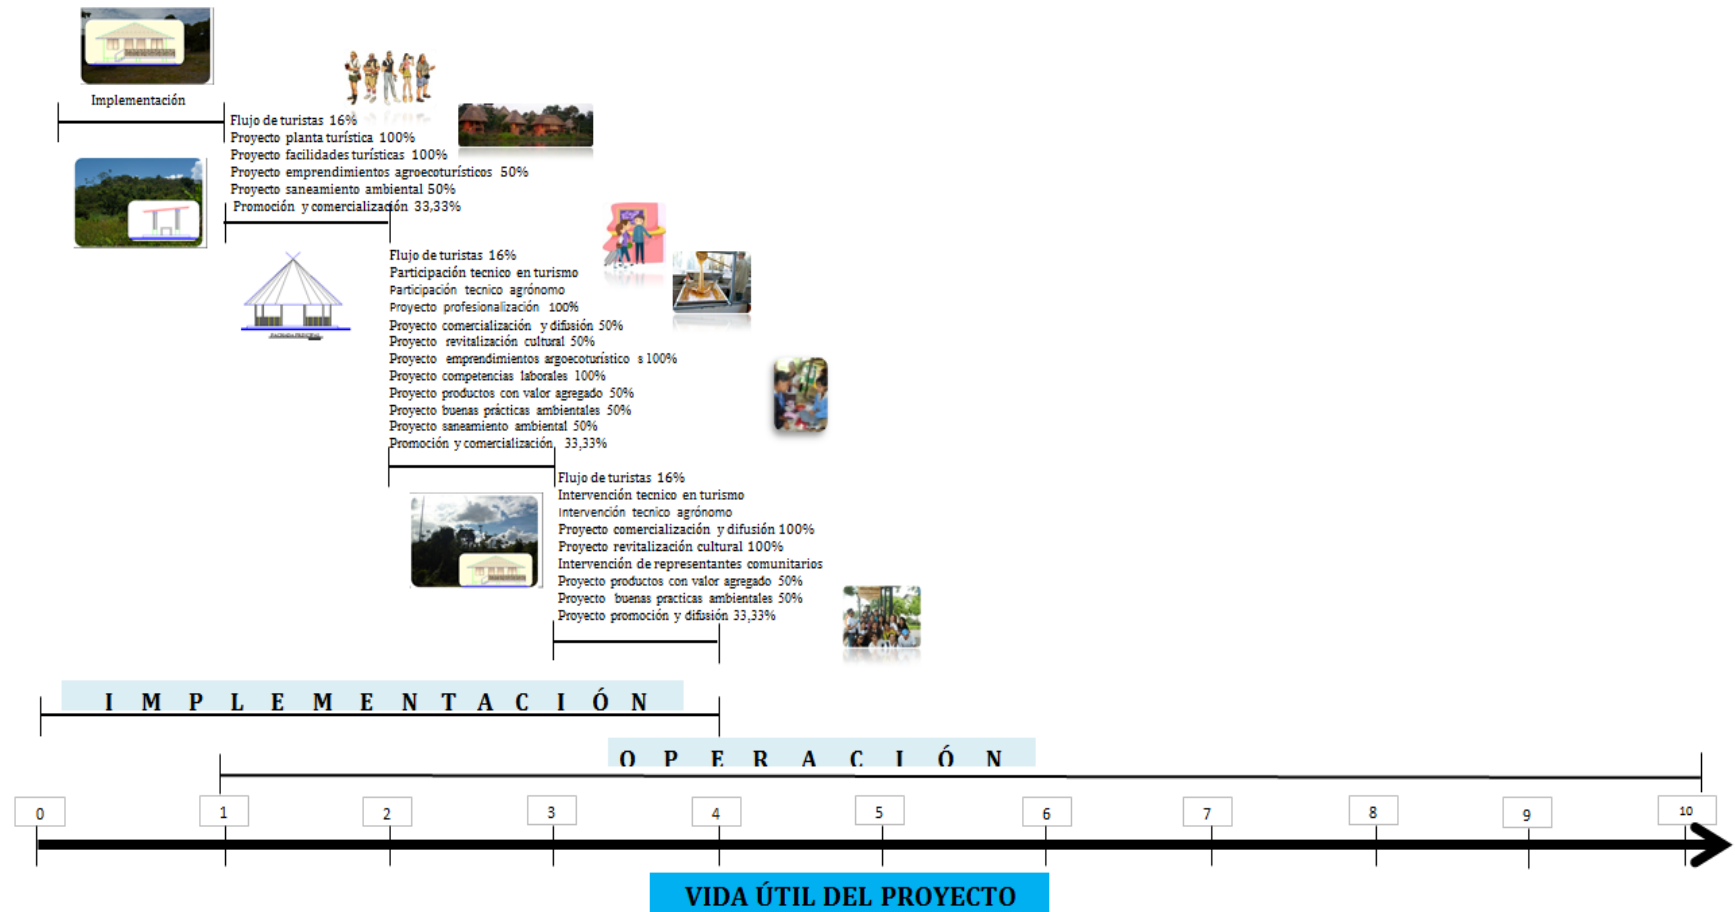 Implementación
Flujo de turistas 16%
Proyecto planta turística 100%
Proyecto facilidades turísticas 100%
Proyecto emprendimientos agroecoturísticos 50%
Proyecto saneamiento ambiental 50%
Promoción y comercialización 33,33%
FACHADA PRINCIPAL
Flujo de turistas 16%
Participación tecnico en turismo
Participación tecnico agrónomo
Proyecto profesionalización 100%
Proyecto comercialización y difusión 50%
Proyecto revitalización cultural 50%
Proyecto emprendimientos argoecoturístico s 100%
Proyecto competencias laborales 100%
Proyecto productos con valor agregado 50%
Proyecto buenas prácticas ambientales 50%
Proyecto saneamiento ambiental 50%
Promoción y comercialización 33,33%
Flujo de turistas 16%
Intervención tecnico en turismo
Intervención tecnico agrónomo
Proyecto comercialización y difusión 100%
Proyecto revitalización cultural 100%
Intervención de representantes comunitarios
Proyecto productos con valor agregado 50%
Proyecto buenas practicas ambientales 50%
Proyecto promoción y difusión 33,33%
I M P L E M E N T A C I Ó N
O P E R A C I Ó N
0 1 2 3 4 5 6 7 8 9 10
VIDA ÚTIL DEL PROYECTO